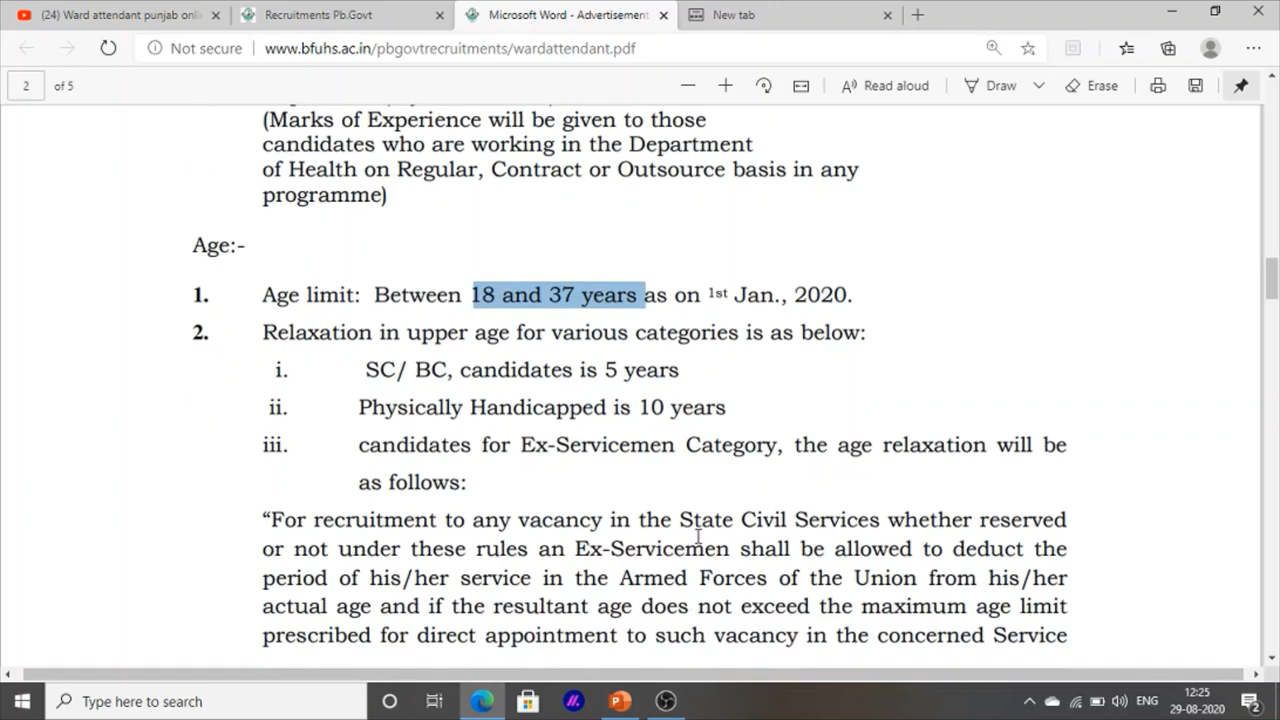 (24) Ward attendant punjab onli
Recruitments Pb.Govt
Microsoft Word - Advertisement
New tab
Not secure
www.bfuhs.ac.in/pbgovtrecruitments/wardattendant.pdf
2 of 5
Read aloud
Draw
Erase
(Marks of Experience will be given to those
candidates who are working in the Department
of Health on Regular, Contract or Outsource basis in any
programme)
Age:-
1. Age limit: Between 18 and 37 years as on 1st Jan., 2020.
2. Relaxation in upper age for various categories is as below:
i. SC/ BC, candidates is 5 years
ii. Physically Handicapped is 10 years
iii. candidates for Ex-Servicemen Category, the age relaxation will be
as follows:
“For recruitment to any vacancy in the State Civil Services whether reserved
or not under these rules an Ex-Servicemen shall be allowed to deduct the
period of his/her service in the Armed Forces of the Union from his/her
actual age and if the resultant age does not exceed the maximum age limit
prescribed for direct appointment to such vacancy in the concerned Service
Type here to search
ENG
12:25
29-08-2020
2